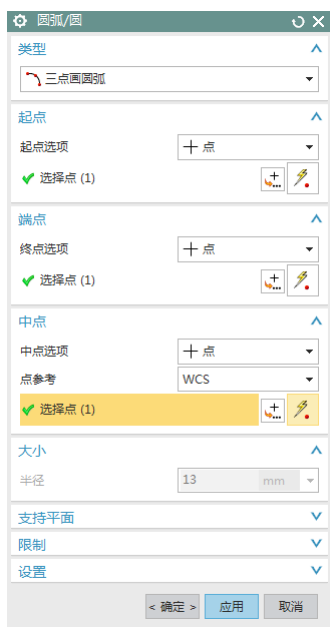 圆弧/圆
类型
三点画圆弧
起点
起点选项 点
选择点 (1)
端点
终点选项 点
选择点 (1)
中点
中点选项 点
点参考 WCS
选择点 (1)
大小
半径 13 mm
支持平面
限制
设置
< 确定 > 应用 取消